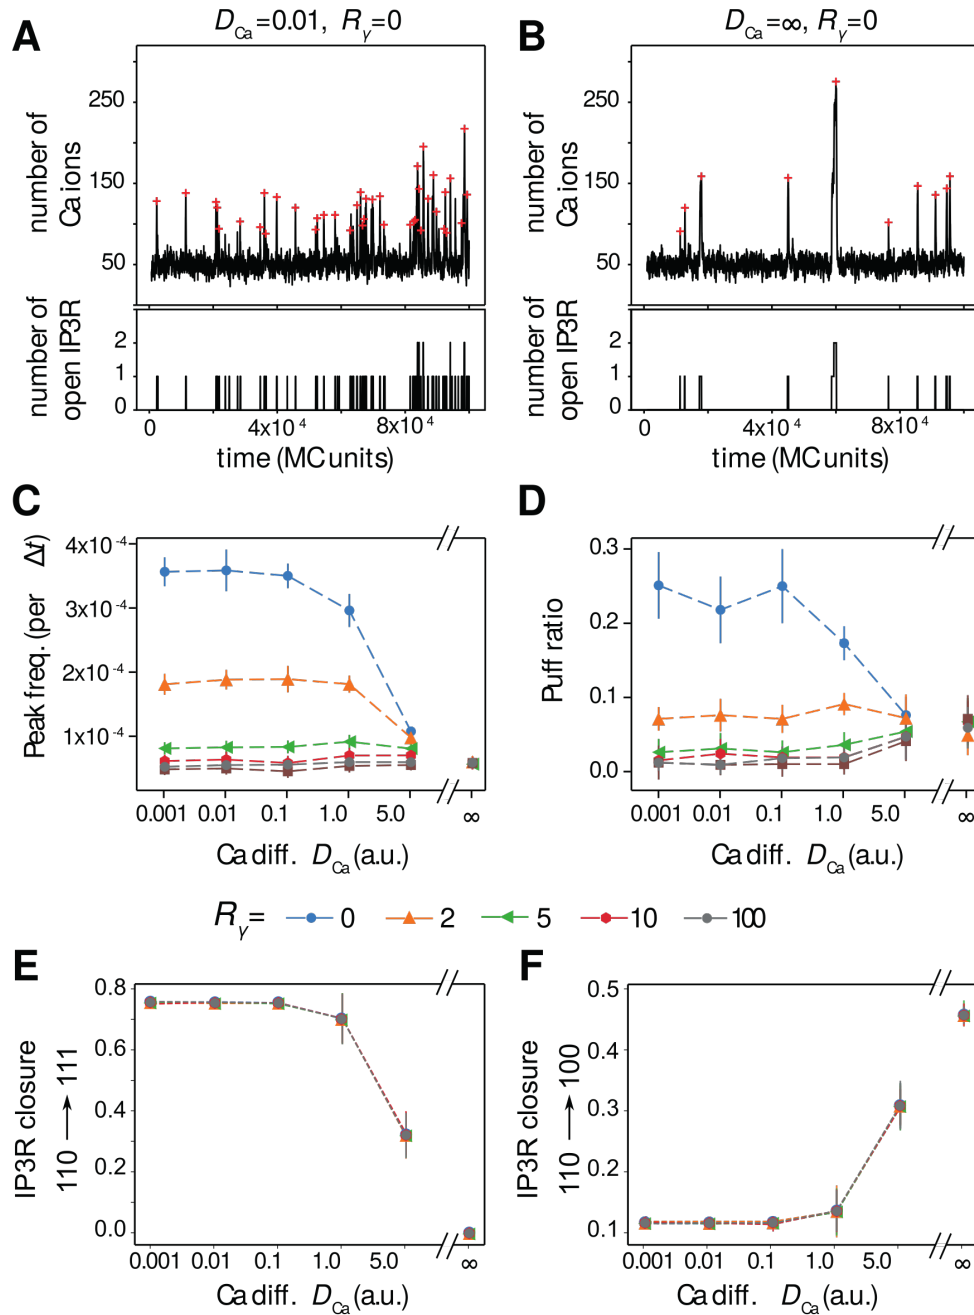 A
D_Ca=0.01, R_γ=0
B
D_Ca=∞, R_γ=0
number of
Ca ions
250
150
50
number of
open IP3R
2
1
0
0
4x10^4
8x10^4
time (MC units)
number of
Ca ions
250
150
50
number of
open IP3R
2
1
0
0
4x10^4
8x10^4
time (MC units)
C
Peak freq. (per Δt)
4x10^-4
3x10^-4
2x10^-4
1x10^-4
0.001 0.01 0.1 1.0 5.0 ∞
Ca diff. D_Ca (a.u.)
D
Puff ratio
0.3
0.2
0.1
0.0
0.001 0.01 0.1 1.0 5.0 ∞
Ca diff. D_Ca (a.u.)
R_γ= 0 2 5 10 100
E
IP3R closure
110 → 111
0.8
0.6
0.4
0.2
0.0
0.001 0.01 0.1 1.0 5.0 ∞
Ca diff. D_Ca (a.u.)
F
IP3R closure
110 → 100
0.5
0.4
0.3
0.2
0.1
0.001 0.01 0.1 1.0 5.0 ∞
Ca diff. D_Ca (a.u.)